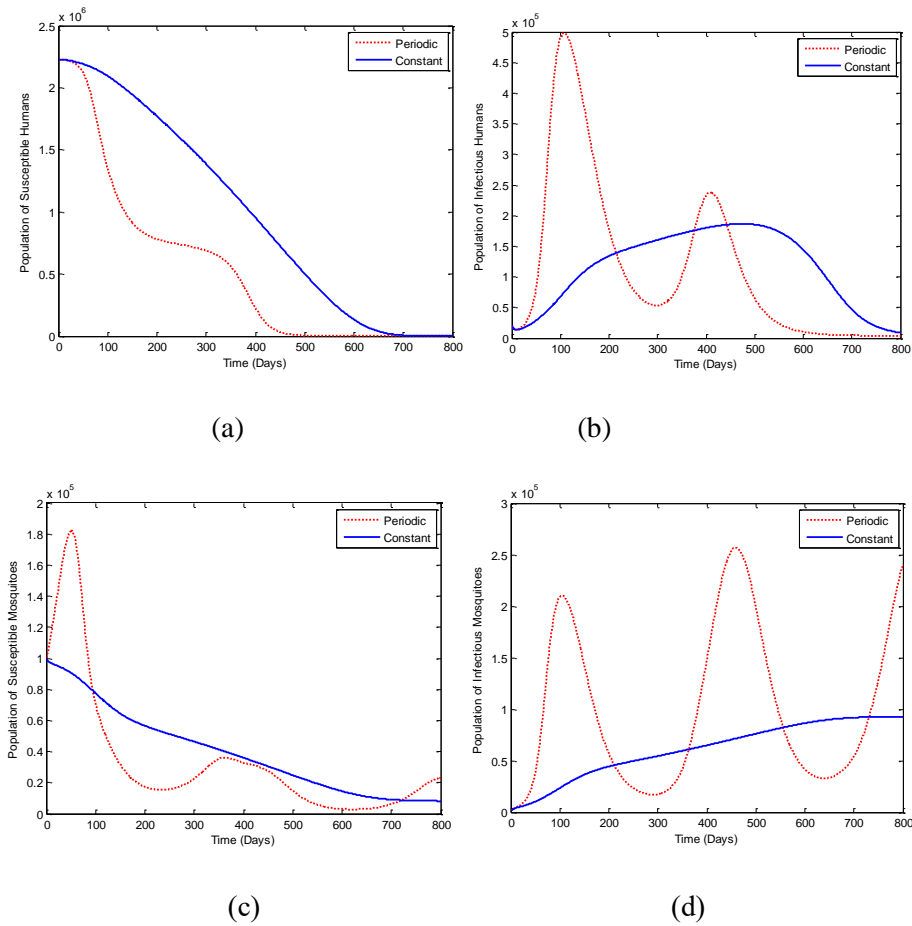 x 10^6
2.5
2
1.5
1
0.5
0
0 100 200 300 400 500 600 700 800
Time (Days)
Population of Susceptible Humans
Periodic
Constant
(a)
x 10^5
5
4.5
4
3.5
3
2.5
2
1.5
1
0.5
0
0 100 200 300 400 500 600 700 800
Time (Days)
Population of Infectious Humans
Periodic
Constant
(b)
x 10^5
2
1.8
1.6
1.4
1.2
1
0.8
0.6
0.4
0.2
0
0 100 200 300 400 500 600 700 800
Time (Days)
Population of Susceptible Mosquitoes
Periodic
Constant
(c)
x 10^5
3
2.5
2
1.5
1
0.5
0
0 100 200 300 400 500 600 700 800
Time (Days)
Population of Infectious Mosquitoes
Periodic
Constant
(d)